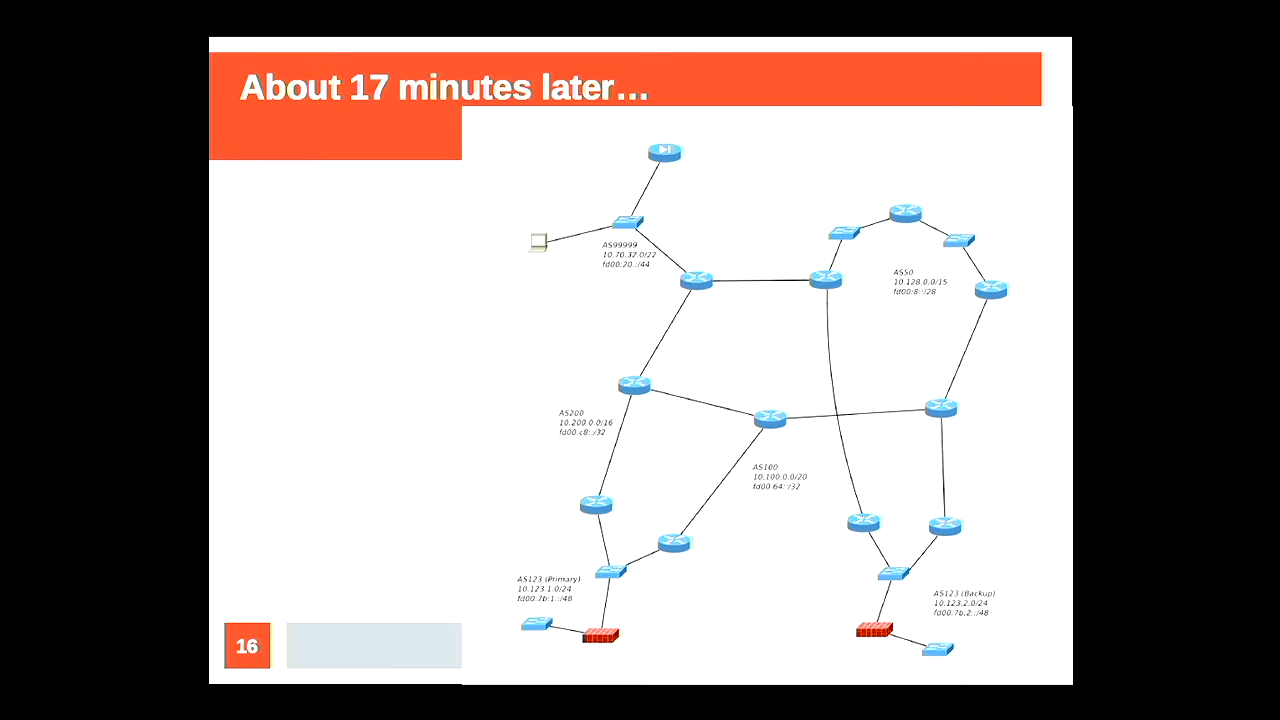 About 17 minutes later...
AS99999
10.70.32.0/22
fd00:20::/44
AS50
10.128.0.0/15
fd00:8::/28
AS200
10.200.0.0/16
fd00:c8::/32
AS100
10.100.0.0/20
fd00:64::/32
AS123 (Primary)
10.123.1.0/24
fd00:7b:1::/48
AS123 (Backup)
10.123.2.0/24
fd00:7b:2::/48
16